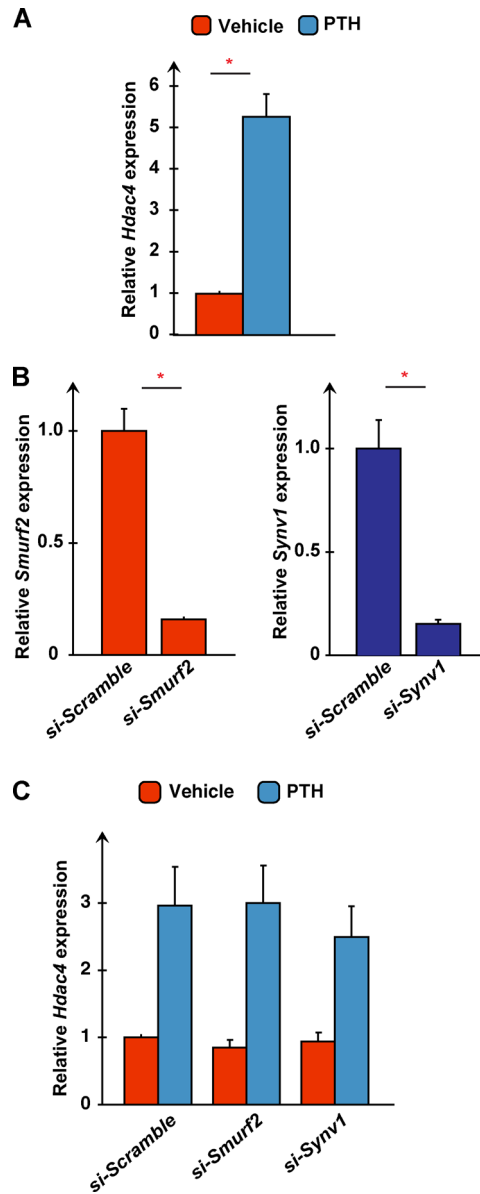 A
Vehicle PTH
*
Relative Hdac4 expression
6
5
4
3
2
1
0
B
*
Relative Smurf2 expression
1.0
0.5
0
si-Scramble
si-Smurf2
*
Relative Synv1 expression
1.0
0.5
0
si-Scramble
si-Synv1
C
Vehicle PTH
Relative Hdac4 expression
3
2
1
0
si-Scramble
si-Smurf2
si-Synv1